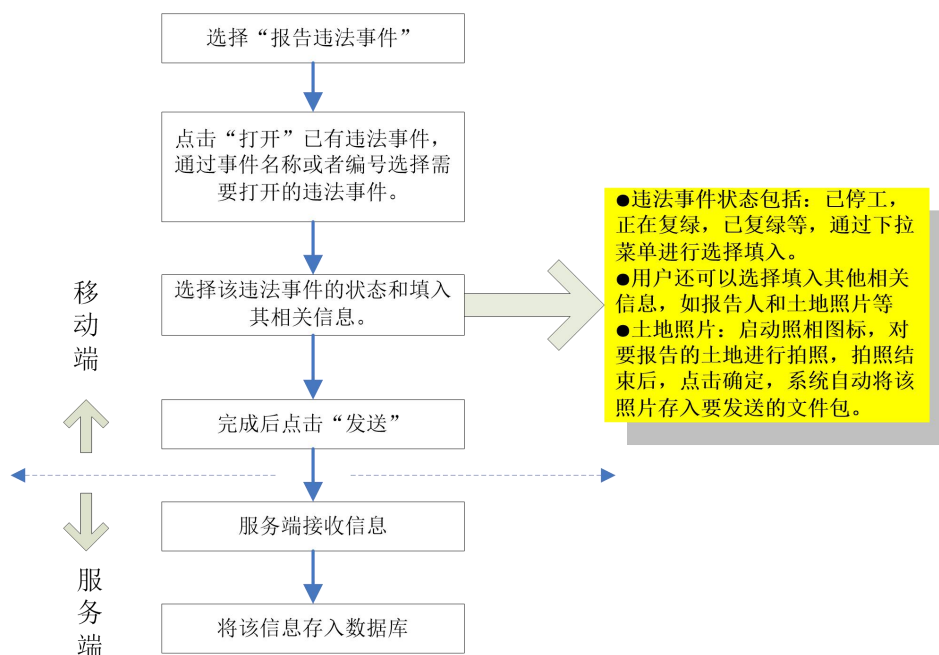 选择“报告违法事件”
点击“打开”已有违法事件，
通过事件名称或者编号选择需
要打开的违法事件。
选择该违法事件的状态和填入
其相关信息。
●违法事件状态包括：已停工，
正在复绿，已复绿等，通过下拉
菜单进行选择填入。
●用户还可以选择填入其他相关
信息，如报告人和土地照片等
●土地照片：启动照相图标，对
要报告的土地进行拍照，拍照结
束后，点击确定，系统自动将该
照片存入要发送的文件包。
移
动
端
完成后点击“发送”
服务端接收信息
将该信息存入数据库
服
务
端